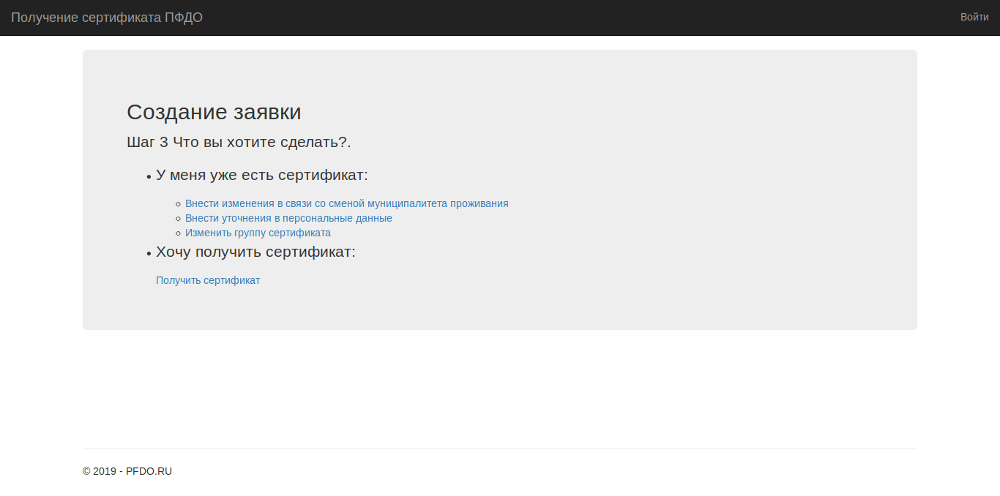 Получение сертификата ПФДО
Войти
Создание заявки
Шаг 3 Что вы хотите сделать?.
У меня уже есть сертификат:
Внести изменения в связи со сменой муниципалитета проживания
Внести уточнения в персональные данные
Изменить группу сертификата
Хочу получить сертификат:
Получить сертификат
© 2019 - PFDO.RU